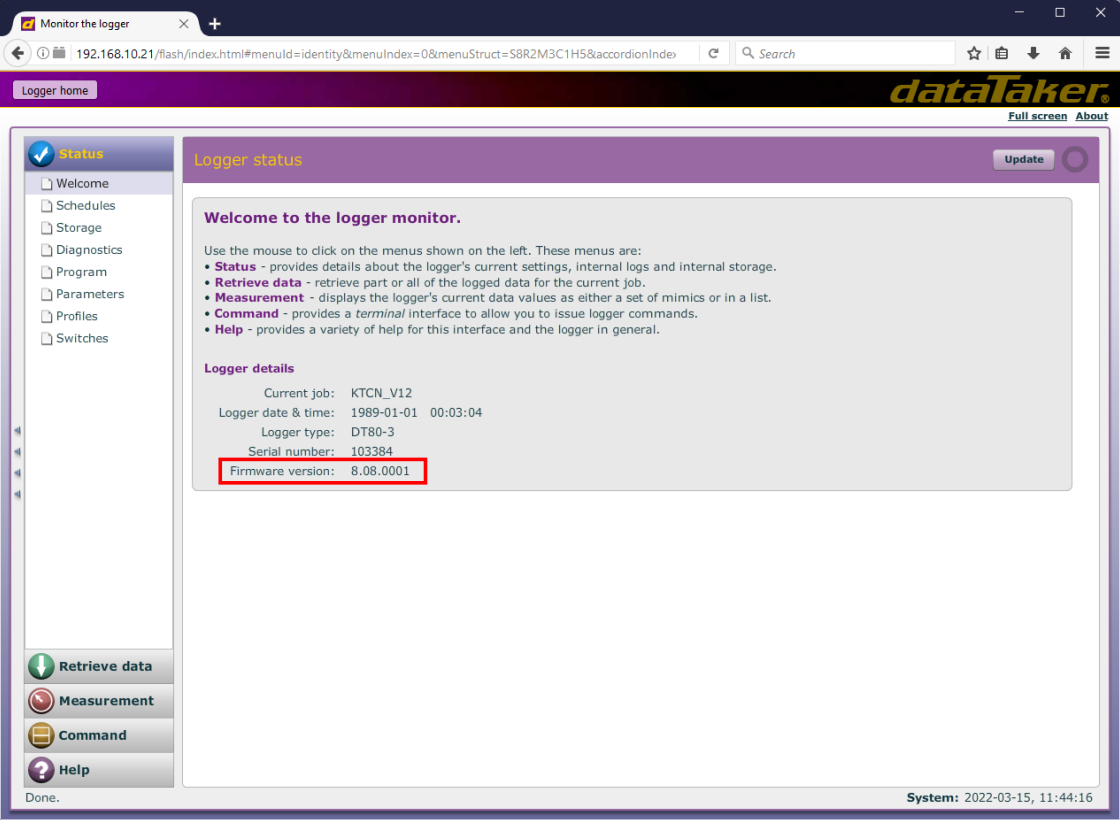 Monitor the logger
192.168.10.21/flash/index.html#menuId=identity&menuIndex=0&menuStruct=S8R2M3C1H5&accordionIndex
Search
Logger home
dataTaker®
Full screen About
Status
Welcome
Schedules
Storage
Diagnostics
Program
Parameters
Profiles
Switches
Retrieve data
Measurement
Command
Help
Logger status
Update
Welcome to the logger monitor.
Use the mouse to click on the menus shown on the left. These menus are:
• Status - provides details about the logger's current settings, internal logs and internal storage.
• Retrieve data - retrieve part or all of the logged data for the current job.
• Measurement - displays the logger's current data values as either a set of mimics or in a list.
• Command - provides a terminal interface to allow you to issue logger commands.
• Help - provides a variety of help for this interface and the logger in general.
Logger details
Current job: KTCN_V12
Logger date & time: 1989-01-01 00:03:04
Logger type: DT80-3
Serial number: 103384
Firmware version: 8.08.0001
Done.
System: 2022-03-15, 11:44:16